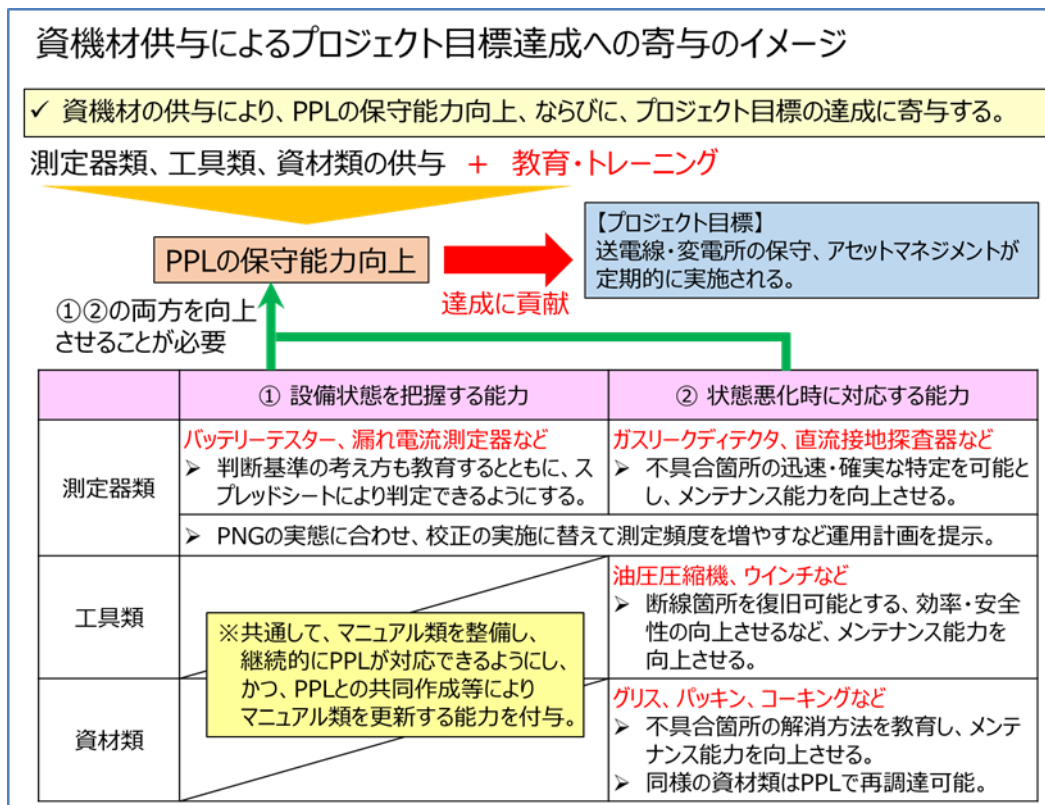 資機材供与によるプロジェクト目標達成への寄与のイメージ
✓ 資機材の供与により、PPLの保守能力向上、ならびに、プロジェクト目標の達成に寄与する。
測定器類、工具類、資材類の供与 + 教育・トレーニング
PPLの保守能力向上
達成に貢献
【プロジェクト目標】
送電線・変電所の保守、アセットマネジメントが
定期的に実施される。
①②の両方を向上
させることが必要
① 設備状態を把握する能力
② 状態悪化時に対応する能力
測定器類
バッテリーテスター、漏れ電流測定器など
➢ 判断基準の考え方も教育するとともに、ス
プレッドシートにより判定できるようにする。
ガスリークディテクタ、直流接地探査器など
➢ 不具合箇所の迅速・確実な特定を可能と
し、メンテナンス能力を向上させる。
➢ PNGの実態に合わせ、校正の実施に替えて測定頻度を増やすなど運用計画を提示。
工具類
油圧圧縮機、ウインチなど
➢ 断線箇所を復旧可能とする、効率・安全
性の向上させるなど、メンテナンス能力を
向上させる。
※共通して、マニュアル類を整備し、
継続的にPPLが対応できるようにし、
かつ、PPLとの共同作成等により
マニュアル類を更新する能力を付与。
資材類
グリス、パッキン、コーキングなど
➢ 不具合箇所の解消方法を教育し、メンテ
ナンス能力を向上させる。
➢ 同様の資材類はPPLで再調達可能。